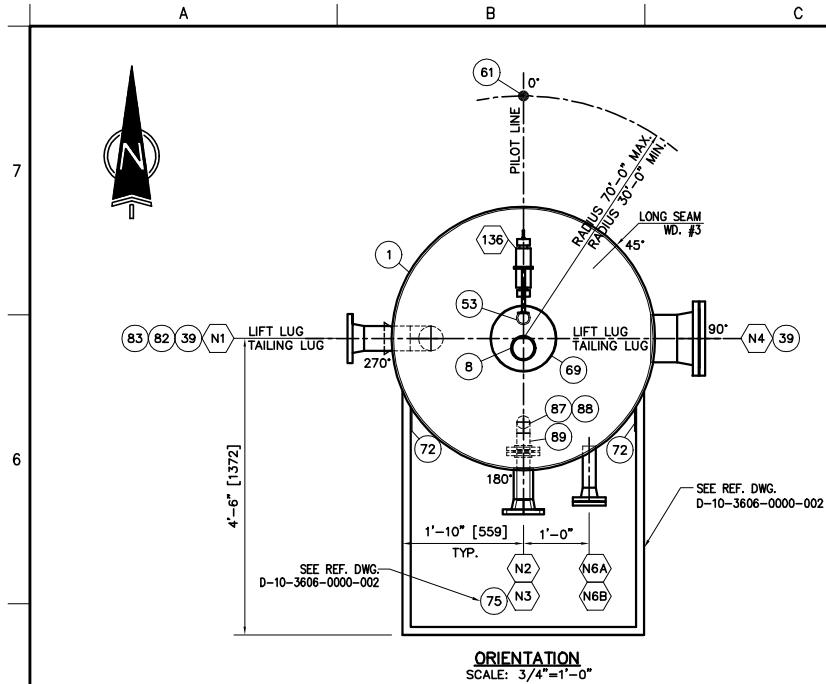 A
B
C
7
6
61
0°
N
PILOT LINE
RADIUS 70'-0" MAX.
RADIUS 30'-0" MIN.
LONG SEAM
WD. #3
45°
136
1
53
83
82
39
N1
LIFT LUG
TAILING LUG
LIFT LUG
TAILING LUG
90°
N4
39
270°
8
69
87
88
89
72
72
180°
4'-6" [1372]
SEE REF. DWG.
D-10-3606-0000-002
1'-10" [559]
TYP.
1'-0"
SEE REF. DWG.
D-10-3606-0000-002
75
N2
N3
N6A
N6B
ORIENTATION
SCALE: 3/4"=1'-0"